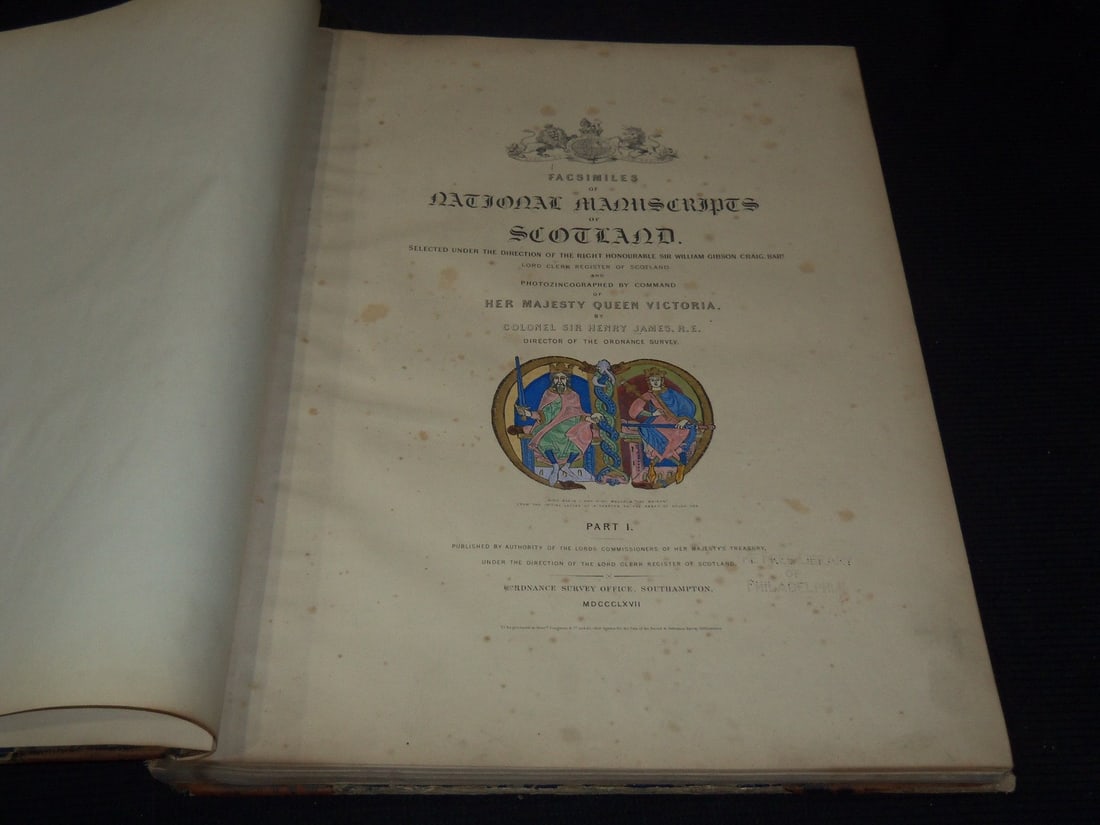 FACSIMILES
OF
NATIONAL MANUSCRIPTS
OF
SCOTLAND.
SELECTED UNDER THE DIRECTION OF THE RIGHT HONOURABLE SIR WILLIAM GIBSON CRAIG, BART
LORD CLERK REGISTER OF SCOTLAND
AND
PHOTOZINCOGRAPHED BY COMMAND
OF
HER MAJESTY QUEEN VICTORIA.
BY
COLONEL SIR HENRY JAMES, R.E.
DIRECTOR OF THE ORDNANCE SURVEY.
PART I.
PUBLISHED BY AUTHORITY OF THE LORDS COMMISSIONERS OF HER MAJESTY'S TREASURY,
UNDER THE DIRECTION OF THE LORD CLERK REGISTER OF SCOTLAND.
OF
PHILADELPHIA
ORDNANCE SURVEY OFFICE, SOUTHAMPTON.
MDCCCLXVII